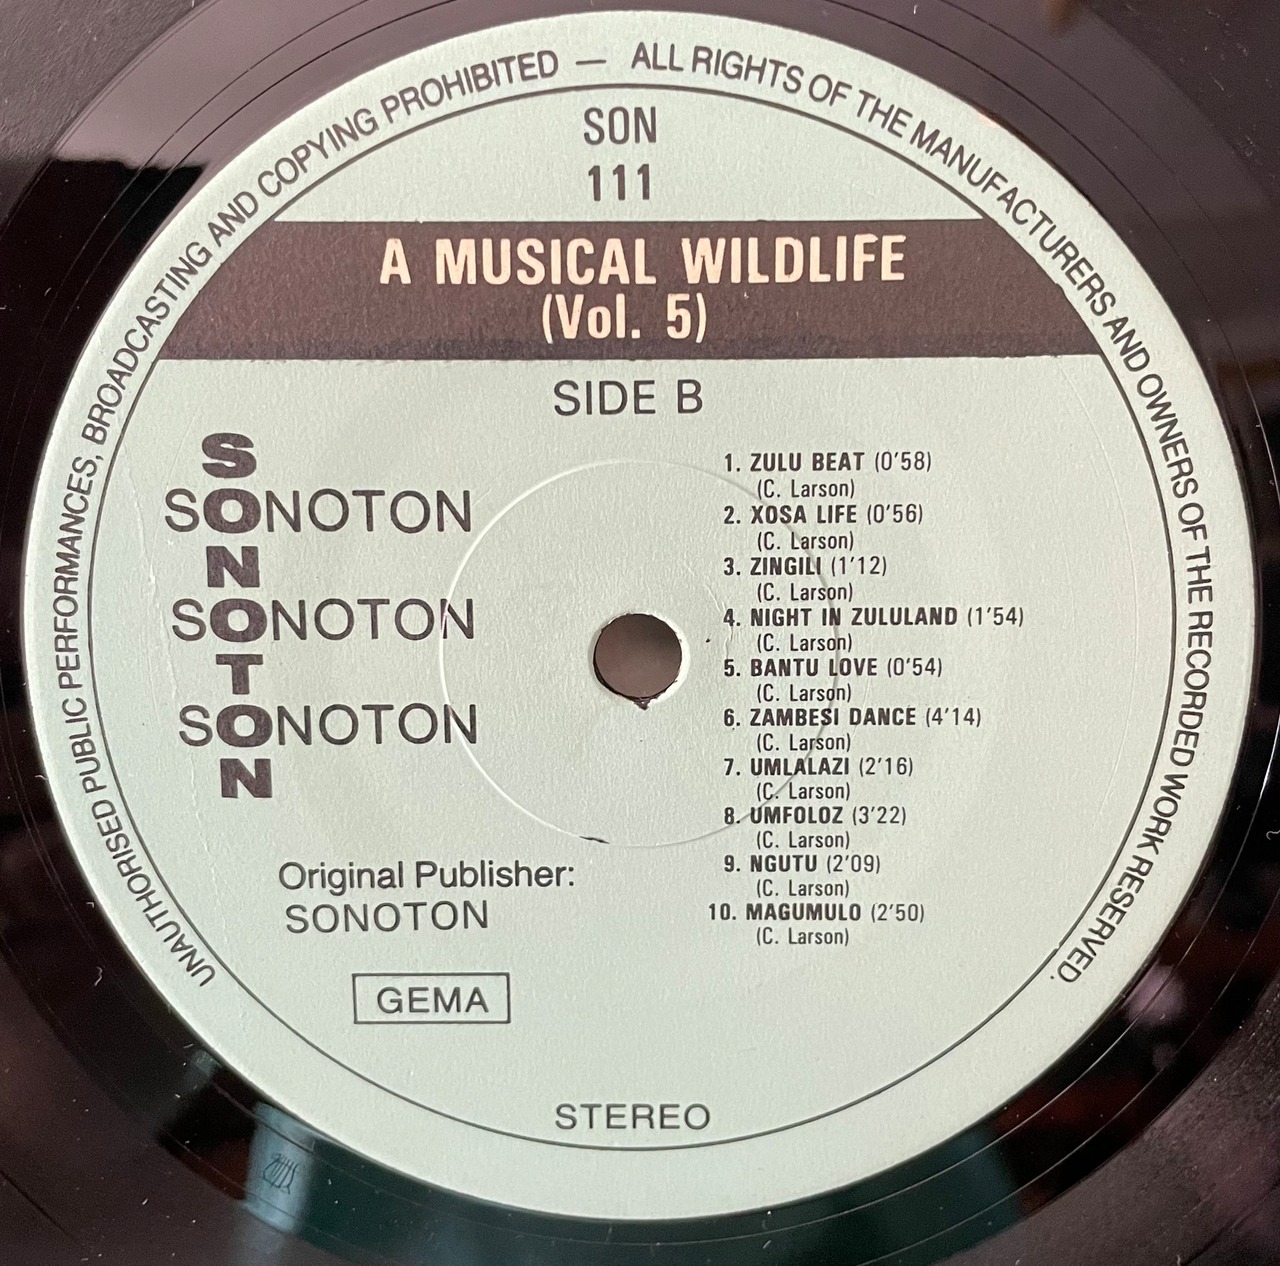 UNAUTHORISED PUBLIC PERFORMANCES, BROADCASTING AND COPYING PROHIBITED — ALL RIGHTS OF THE MANUFACTURERS AND OWNERS OF THE RECORDED WORK RESERVED.
SON
111
A MUSICAL WILDLIFE
(Vol. 5)
SIDE B
SONOTON
SONOTON
SONOTON
SONOTON
1. ZULU BEAT (0'58)
(C. Larson)
2. XOSA LIFE (0'56)
(C. Larson)
3. ZINGILI (1'12)
(C. Larson)
4. NIGHT IN ZULULAND (1'54)
(C. Larson)
5. BANTU LOVE (0'54)
(C. Larson)
6. ZAMBESI DANCE (4'14)
(C. Larson)
7. UMLALAZI (2'16)
(C. Larson)
8. UMFOLOZ (3'22)
(C. Larson)
9. NGUTU (2'09)
(C. Larson)
10. MAGUMULO (2'50)
(C. Larson)
Original Publisher:
SONOTON
GEMA
STEREO